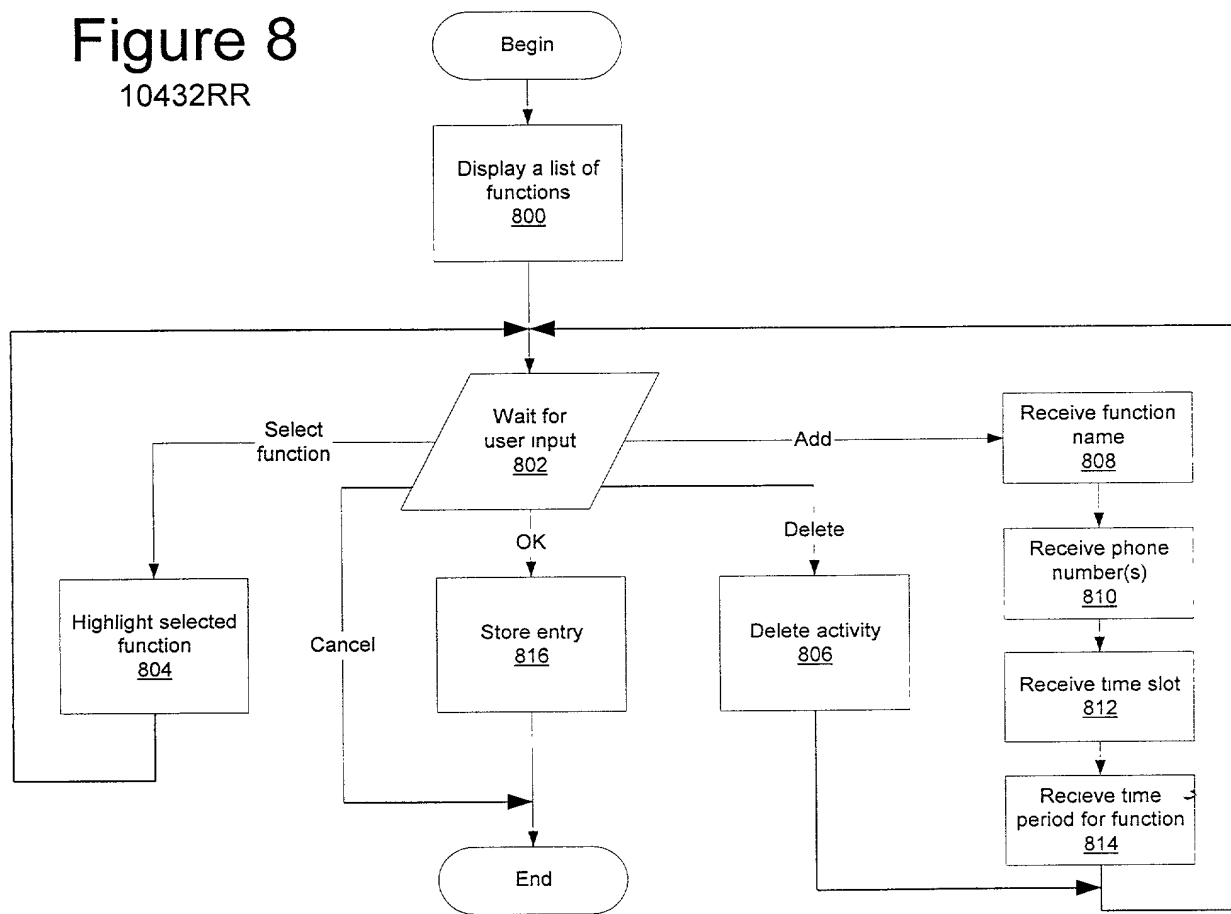 Figure 8
10432RR
Begin
Display a list of
functions
800
Wait for
user input
802
Select
function
Add
Receive function
name
808
OK
Delete
Receive phone
number(s)
810
Highlight selected
function
804
Cancel
Store entry
816
Delete activity
806
Receive time slot
812
Recieve time
period for function
814
End